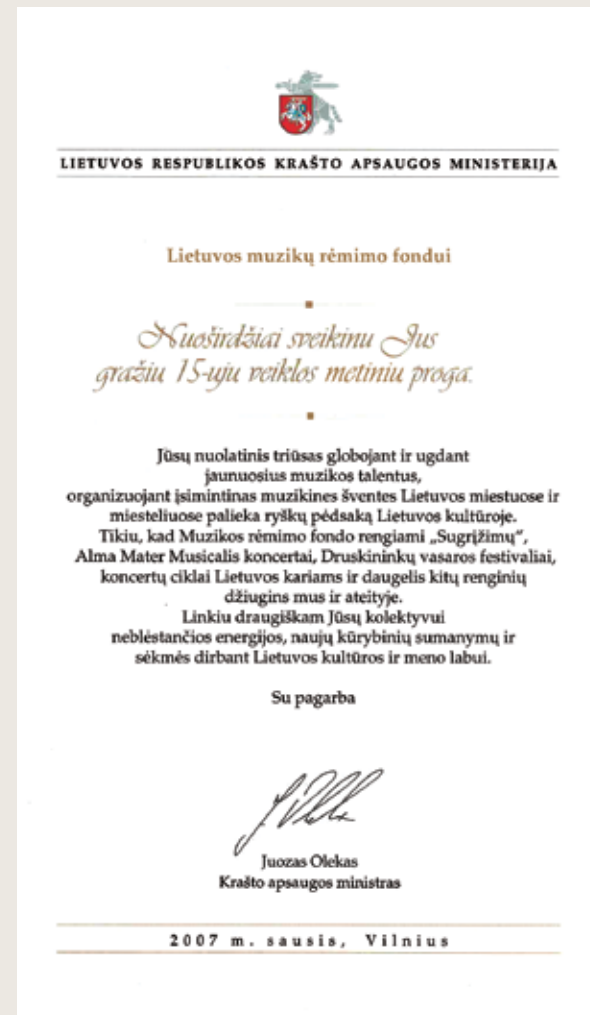 LIETUVOS RESPUBLIKOS KRAŠTO APSAUGOS MINISTERIJA
Lietuvos muzikų rėmimo fondui
Nuoširdžiai sveikinu Jus
gražiu 15-uju veiklos metiniu proga.
Jūsų nuolatinis triūsas globojant ir ugdant
jaunuosius muzikos talentus,
organizuojant įsimintinas muzikines šventes Lietuvos miestuose ir
miesteliuose palieka ryškų pėdsaką Lietuvos kultūroje.
Tikiu, kad Muzikos rėmimo fondo rengiami „Sugrįžimų“,
Alma Mater Musicalis koncertai, Druskininkų vasaros festivaliai,
koncertų ciklai Lietuvos kariams ir daugelis kitų renginių
džiugins mus ir ateityje.
Linkiu draugiškam Jūsų kolektyvui
neblėstančios energijos, naujų kūrybinių sumanymų ir
sėkmės dirbant Lietuvos kultūros ir meno labui.
Su pagarba
Juozas Olekas
Krašto apsaugos ministras
2007 m. sausis, Vilnius